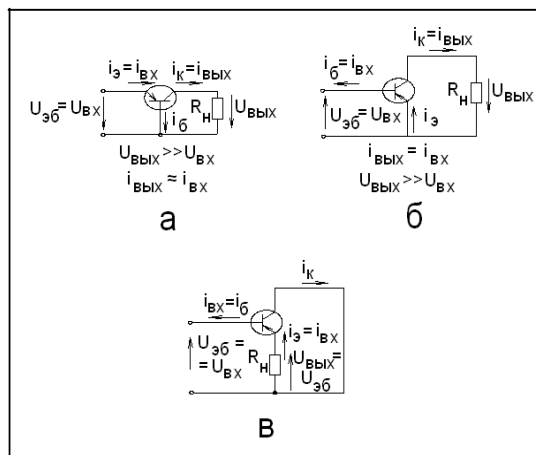 iэ=iвх iк=iвых
Uэб=Uвх
iб
Rн
Uвых
Uвых>>Uвх
iвых≈iвх
а
iк=iвых
iб=iвх
Uэб=Uвх
iэ
Rн
Uвых
iвых=iвх
Uвых>>Uвх
б
iк
iвх=iб
Uэб=
=Uвх
Rн
iэ=iвх
Uвых=
Uэб
в